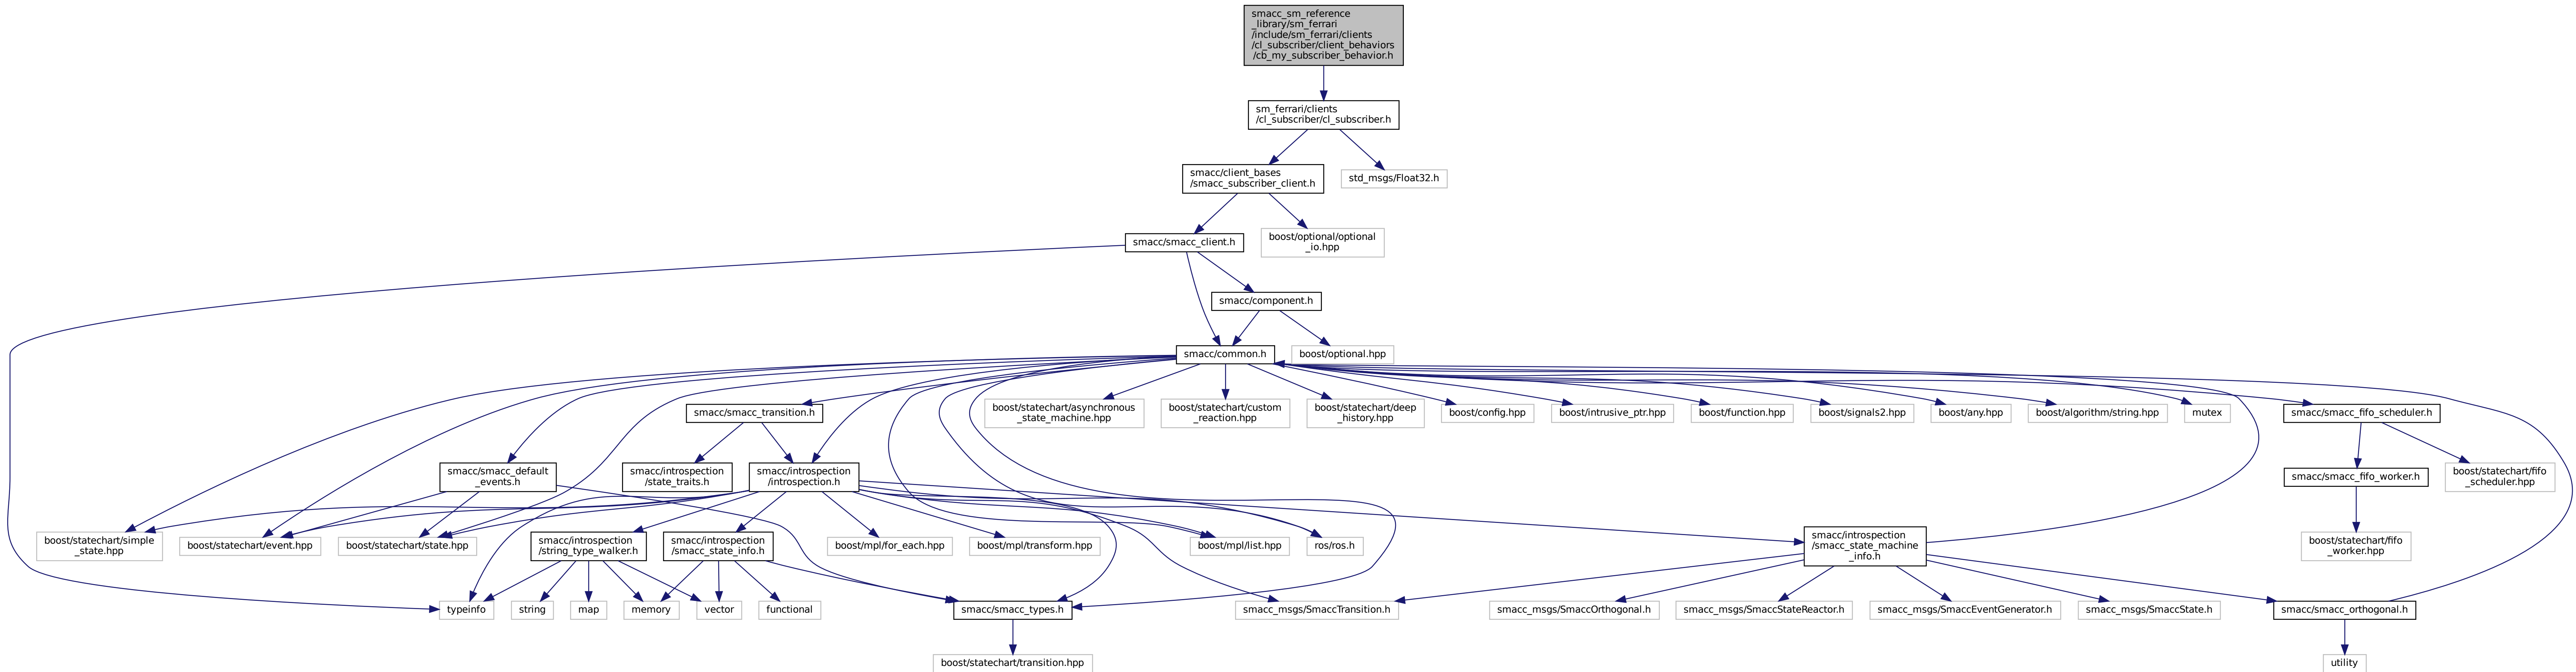 smacc_sm_reference
_library/sm_ferrari
/include/sm_ferrari/clients
/cl_subscriber/client_behaviors
/cb_my_subscriber_behavior.h
sm_ferrari/clients
/cl_subscriber/cl_subscriber.h
smacc/client_bases
/smacc_subscriber_client.h
std_msgs/Float32.h
smacc/smacc_client.h
boost/optional/optional
_io.hpp
smacc/component.h
smacc/common.h
boost/optional.hpp
smacc/smacc_transition.h
boost/statechart/asynchronous
_state_machine.hpp
boost/statechart/custom
_reaction.hpp
boost/statechart/deep
_history.hpp
boost/config.hpp
boost/intrusive_ptr.hpp
boost/function.hpp
boost/signals2.hpp
boost/any.hpp
boost/algorithm/string.hpp
mutex
smacc/smacc_fifo_scheduler.h
smacc/smacc_default
_events.h
smacc/introspection
/state_traits.h
smacc/introspection
/introspection.h
smacc/smacc_fifo_worker.h
boost/statechart/fifo
_scheduler.hpp
boost/statechart/simple
_state.hpp
boost/statechart/event.hpp
boost/statechart/state.hpp
smacc/introspection
/string_type_walker.h
smacc/introspection
/smacc_state_info.h
boost/mpl/for_each.hpp
boost/mpl/transform.hpp
boost/mpl/list.hpp
ros/ros.h
smacc/introspection
/smacc_state_machine
_info.h
boost/statechart/fifo
_worker.hpp
typeinfo
string
map
memory
vector
functional
smacc/smacc_types.h
smacc_msgs/SmaccTransition.h
smacc_msgs/SmaccOrthogonal.h
smacc_msgs/SmaccStateReactor.h
smacc_msgs/SmaccEventGenerator.h
smacc_msgs/SmaccState.h
smacc/smacc_orthogonal.h
boost/statechart/transition.hpp
utility